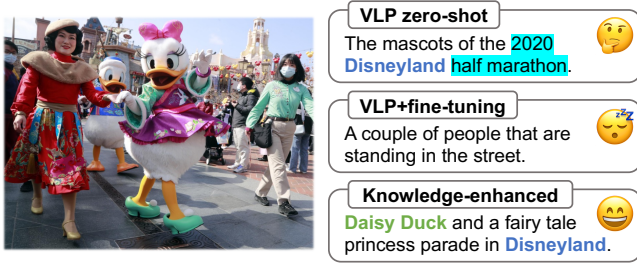 VLP zero-shot
The mascots of the 2020
Disneyland half marathon.
VLP+fine-tuning
A couple of people that are
standing in the street.
Knowledge-enhanced
Daisy Duck and a fairy tale
princess parade in Disneyland.